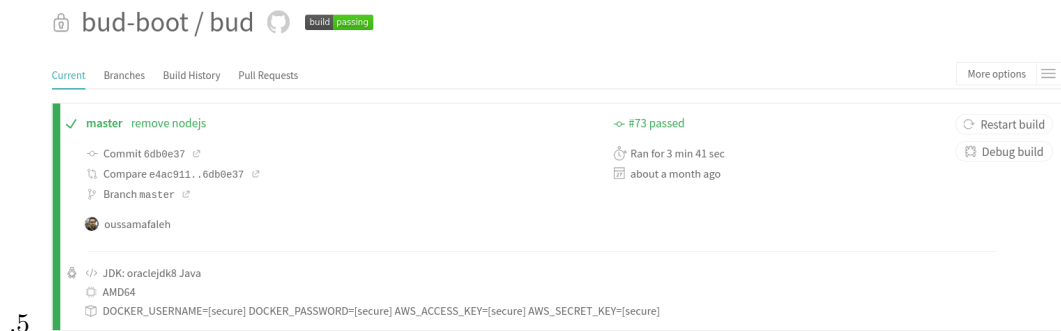 bud-boot / bud build passing
Current Branches Build History Pull Requests More options
master remove nodejs #73 passed Restart build
Commit 6db0e37 Ran for 3 min 41 sec Debug build
Compare e4ac911..6db0e37 about a month ago
Branch master
oussamafaleh
</> JDK: oraclejdk8 Java
AMD64
DOCKER_USERNAME=[secure] DOCKER_PASSWORD=[secure] AWS_ACCESS_KEY=[secure] AWS_SECRET_KEY=[secure]
.5